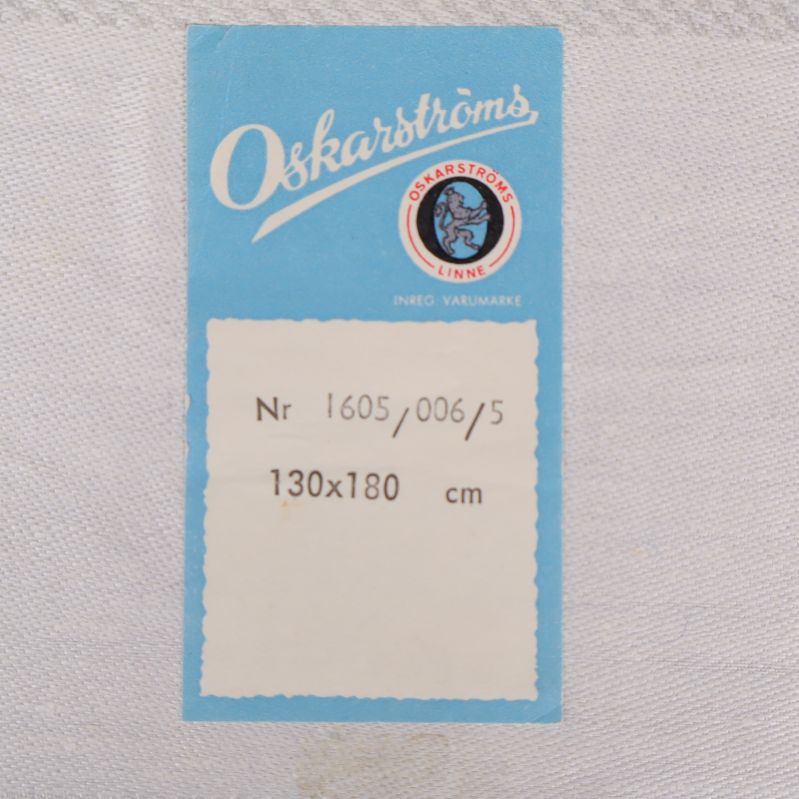 Oskarströms
OSKARSTRÖMS
LINNE
INREG. VARUMÄRKE
Nr 1605/006/5
130x180 cm